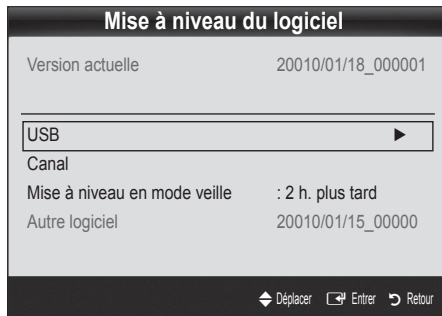 Mise à niveau du logiciel
Version actuelle 20010/01/18_000001
USB ►
Canal
Mise à niveau en mode veille : 2 h. plus tard
Autre logiciel 20010/01/15_00000
Déplacer Entrer Retour